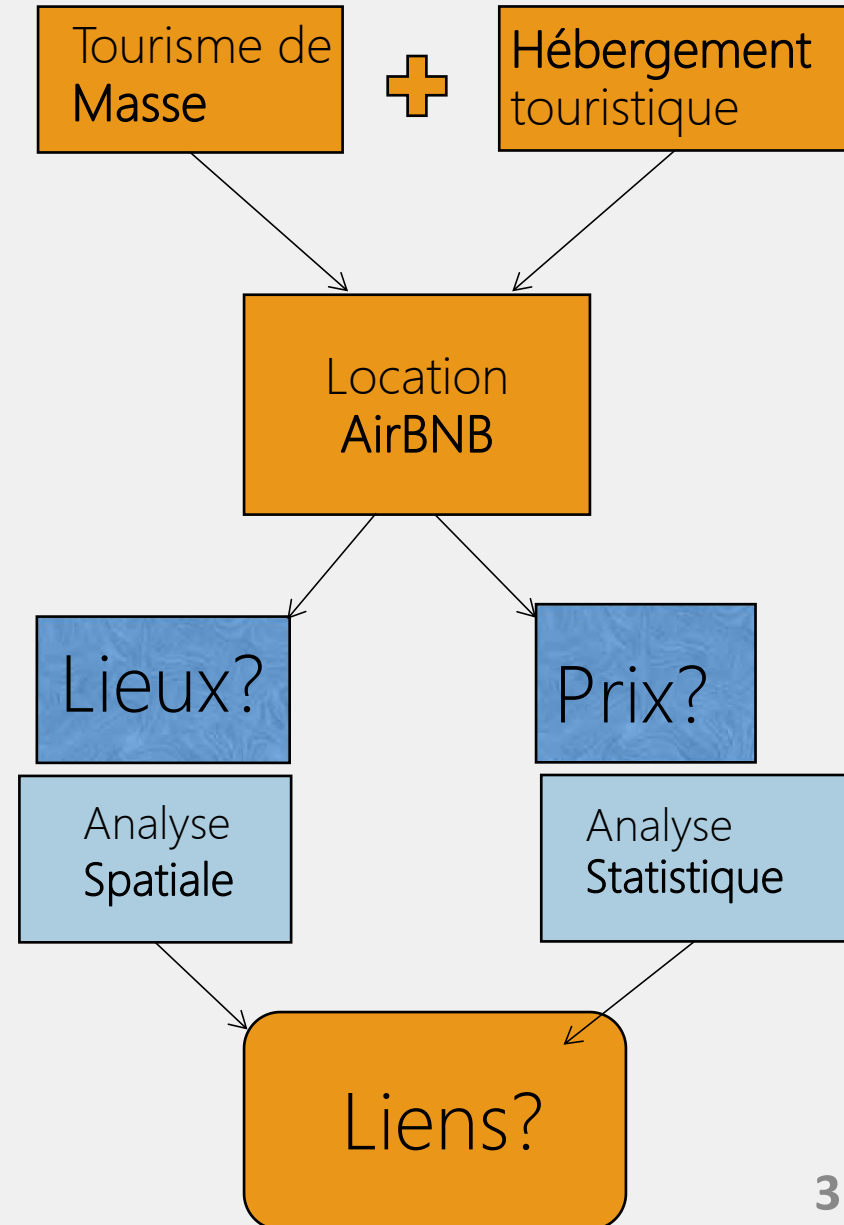 Tourisme de
Masse
Hébergement
touristique
Location
AirBNB
Lieux?
Prix?
Analyse
Spatiale
Analyse
Statistique
Liens?
3